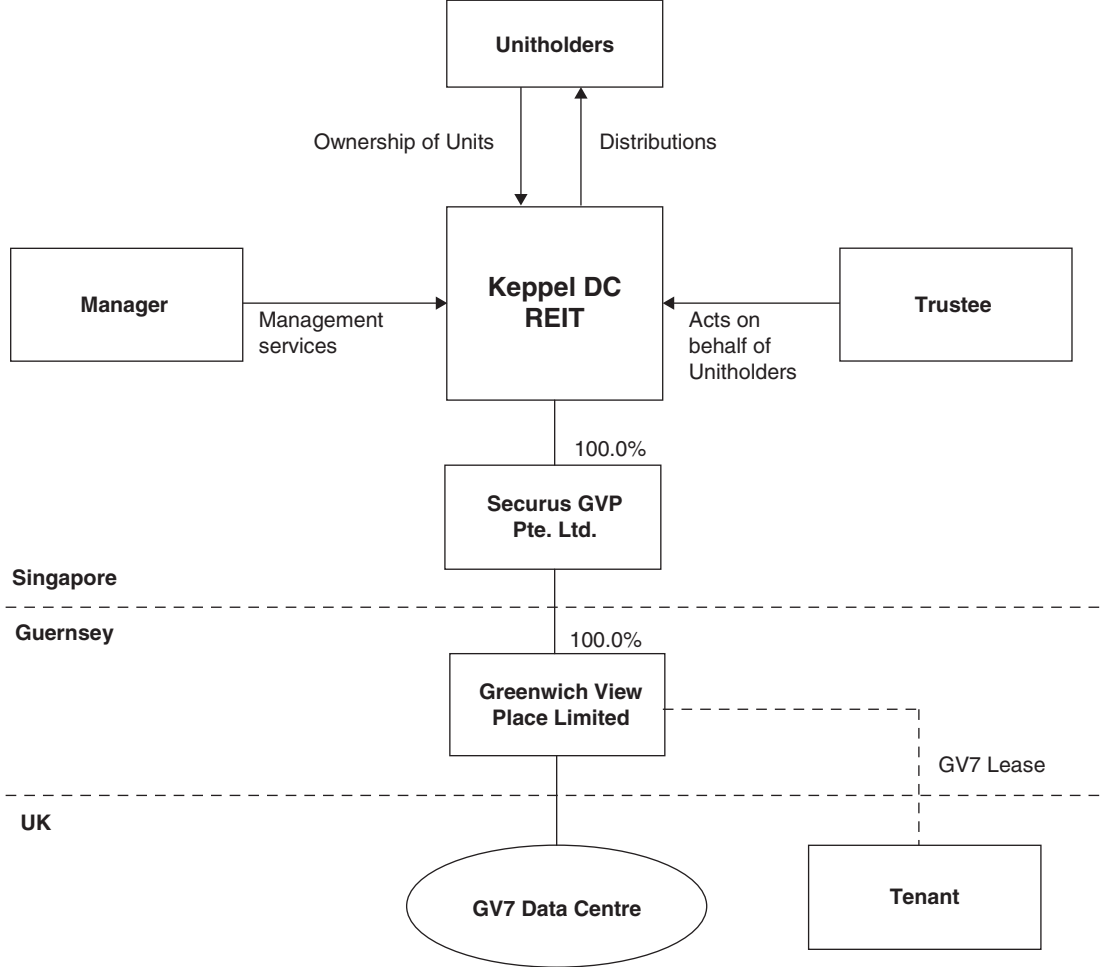 Unitholders
Ownership of Units
Distributions
Manager
Management
services
Keppel DC
REIT
Acts on
behalf of
Unitholders
Trustee
100.0%
Securus GVP
Pte. Ltd.
Singapore
Guernsey
100.0%
Greenwich View
Place Limited
GV7 Lease
UK
GV7 Data Centre
Tenant